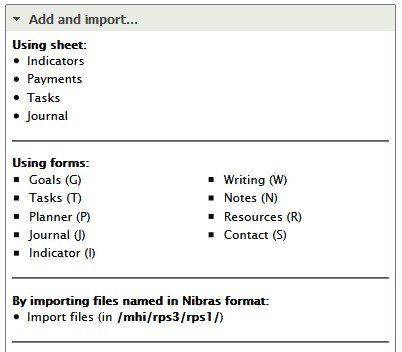 Add and import...
Using sheet:
Indicators
Payments
Tasks
Journal
Using forms:
Goals (G)
Tasks (T)
Planner (P)
Journal (J)
Indicator (I)
Writing (W)
Notes (N)
Resources (R)
Contact (S)
By importing files named in Nibras format:
Import files (in /mhi/rps3/rps1/)